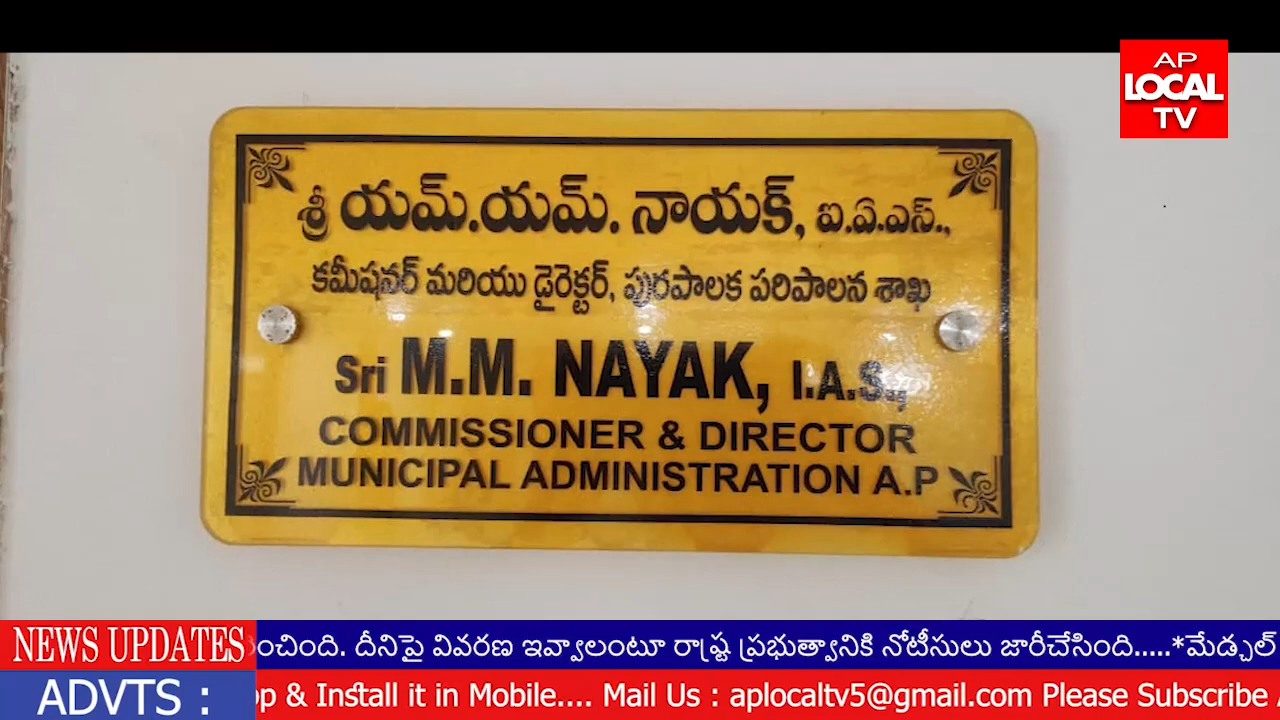 AP
LOCAL
TV
శ్రీ యమ్.యమ్. నాయక్, ఐ.ఏ.ఎస్.,
కమీషనర్ మరియు డైరెక్టర్, పురపాలక పరిపాలన శాఖ
Sri M.M. NAYAK, I.A.S.,
COMMISSIONER & DIRECTOR
MUNICIPAL ADMINISTRATION A.P
NEWS UPDATES
దీనిపై వివరణ ఇవ్వాలంటూ రాష్ట్ర ప్రభుత్వానికి నోటీసులు జారీచేసింది.....*మేడ్చల్
ADVTS :
& Install it in Mobile.... Mail Us : aplocaltv5@gmail.com Please Subscribe